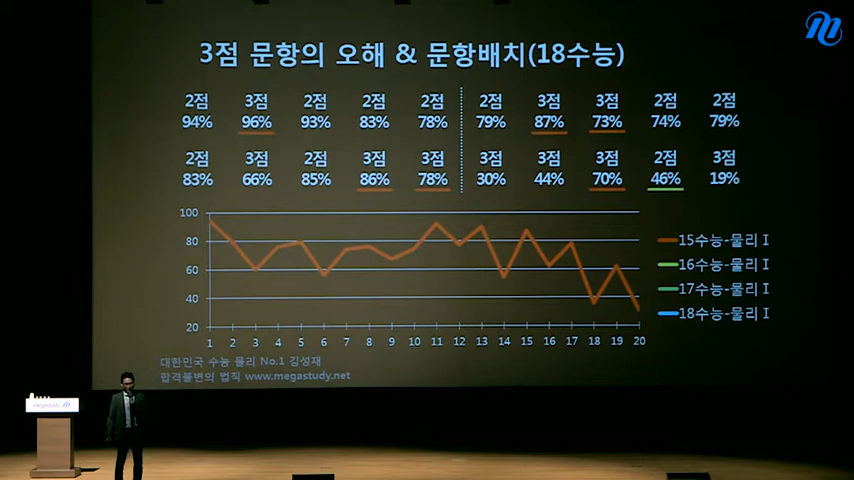 3점 문항의 오해 & 문항배치(18수능)
2점 3점 2점 2점 2점 2점 3점 3점 2점 2점
94% 96% 93% 83% 78% 79% 87% 73% 74% 79%
2점 3점 2점 3점 3점 3점 3점 3점 2점 3점
83% 66% 85% 86% 78% 30% 44% 70% 46% 19%
100
80
60
40
20
1 2 3 4 5 6 7 8 9 10 11 12 13 14 15 16 17 18 19 20
15수능-물리 I
16수능-물리 I
17수능-물리 I
18수능-물리 I
대한민국 수능 물리 No.1 김성재
합격불변의 법칙 www.megastudy.net
megastudy